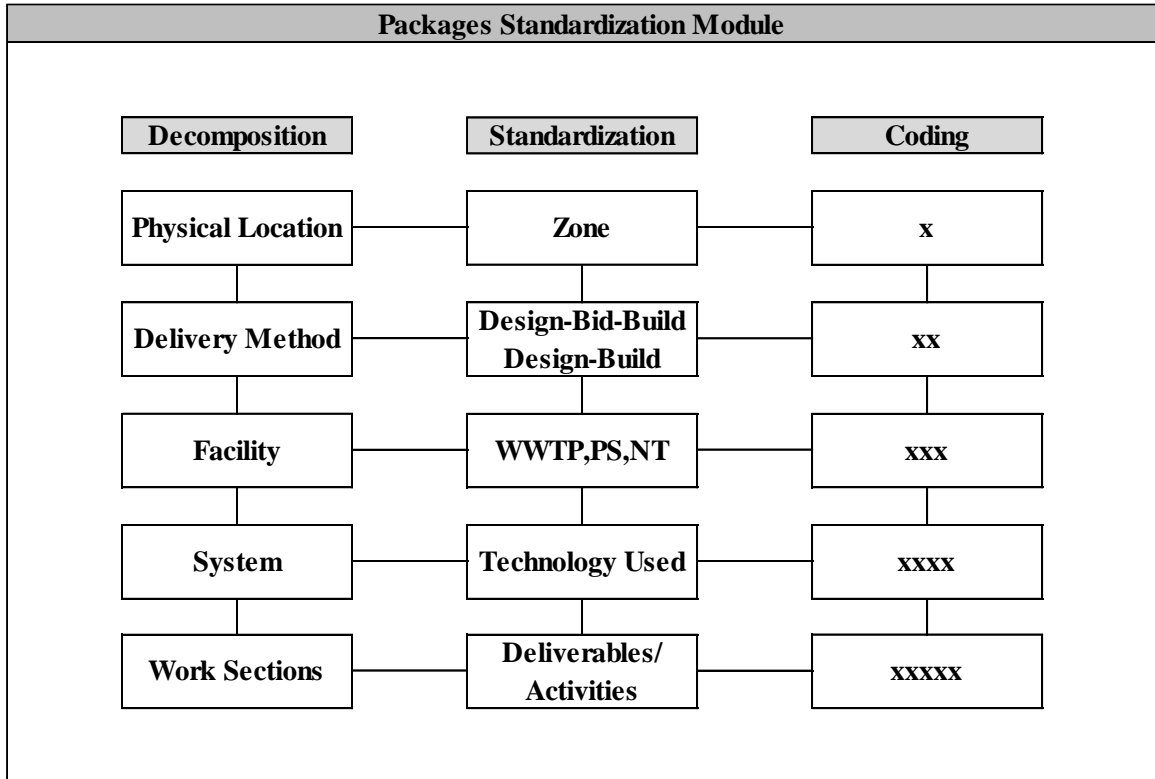 Packages Standardization Module
Decomposition
Standardization
Coding
Physical Location
Zone
x
Delivery Method
Design-Bid-Build
Design-Build
xx
Facility
WWTP,PS,NT
xxx
System
Technology Used
xxxx
Work Sections
Deliverables/
Activities
xxxxx